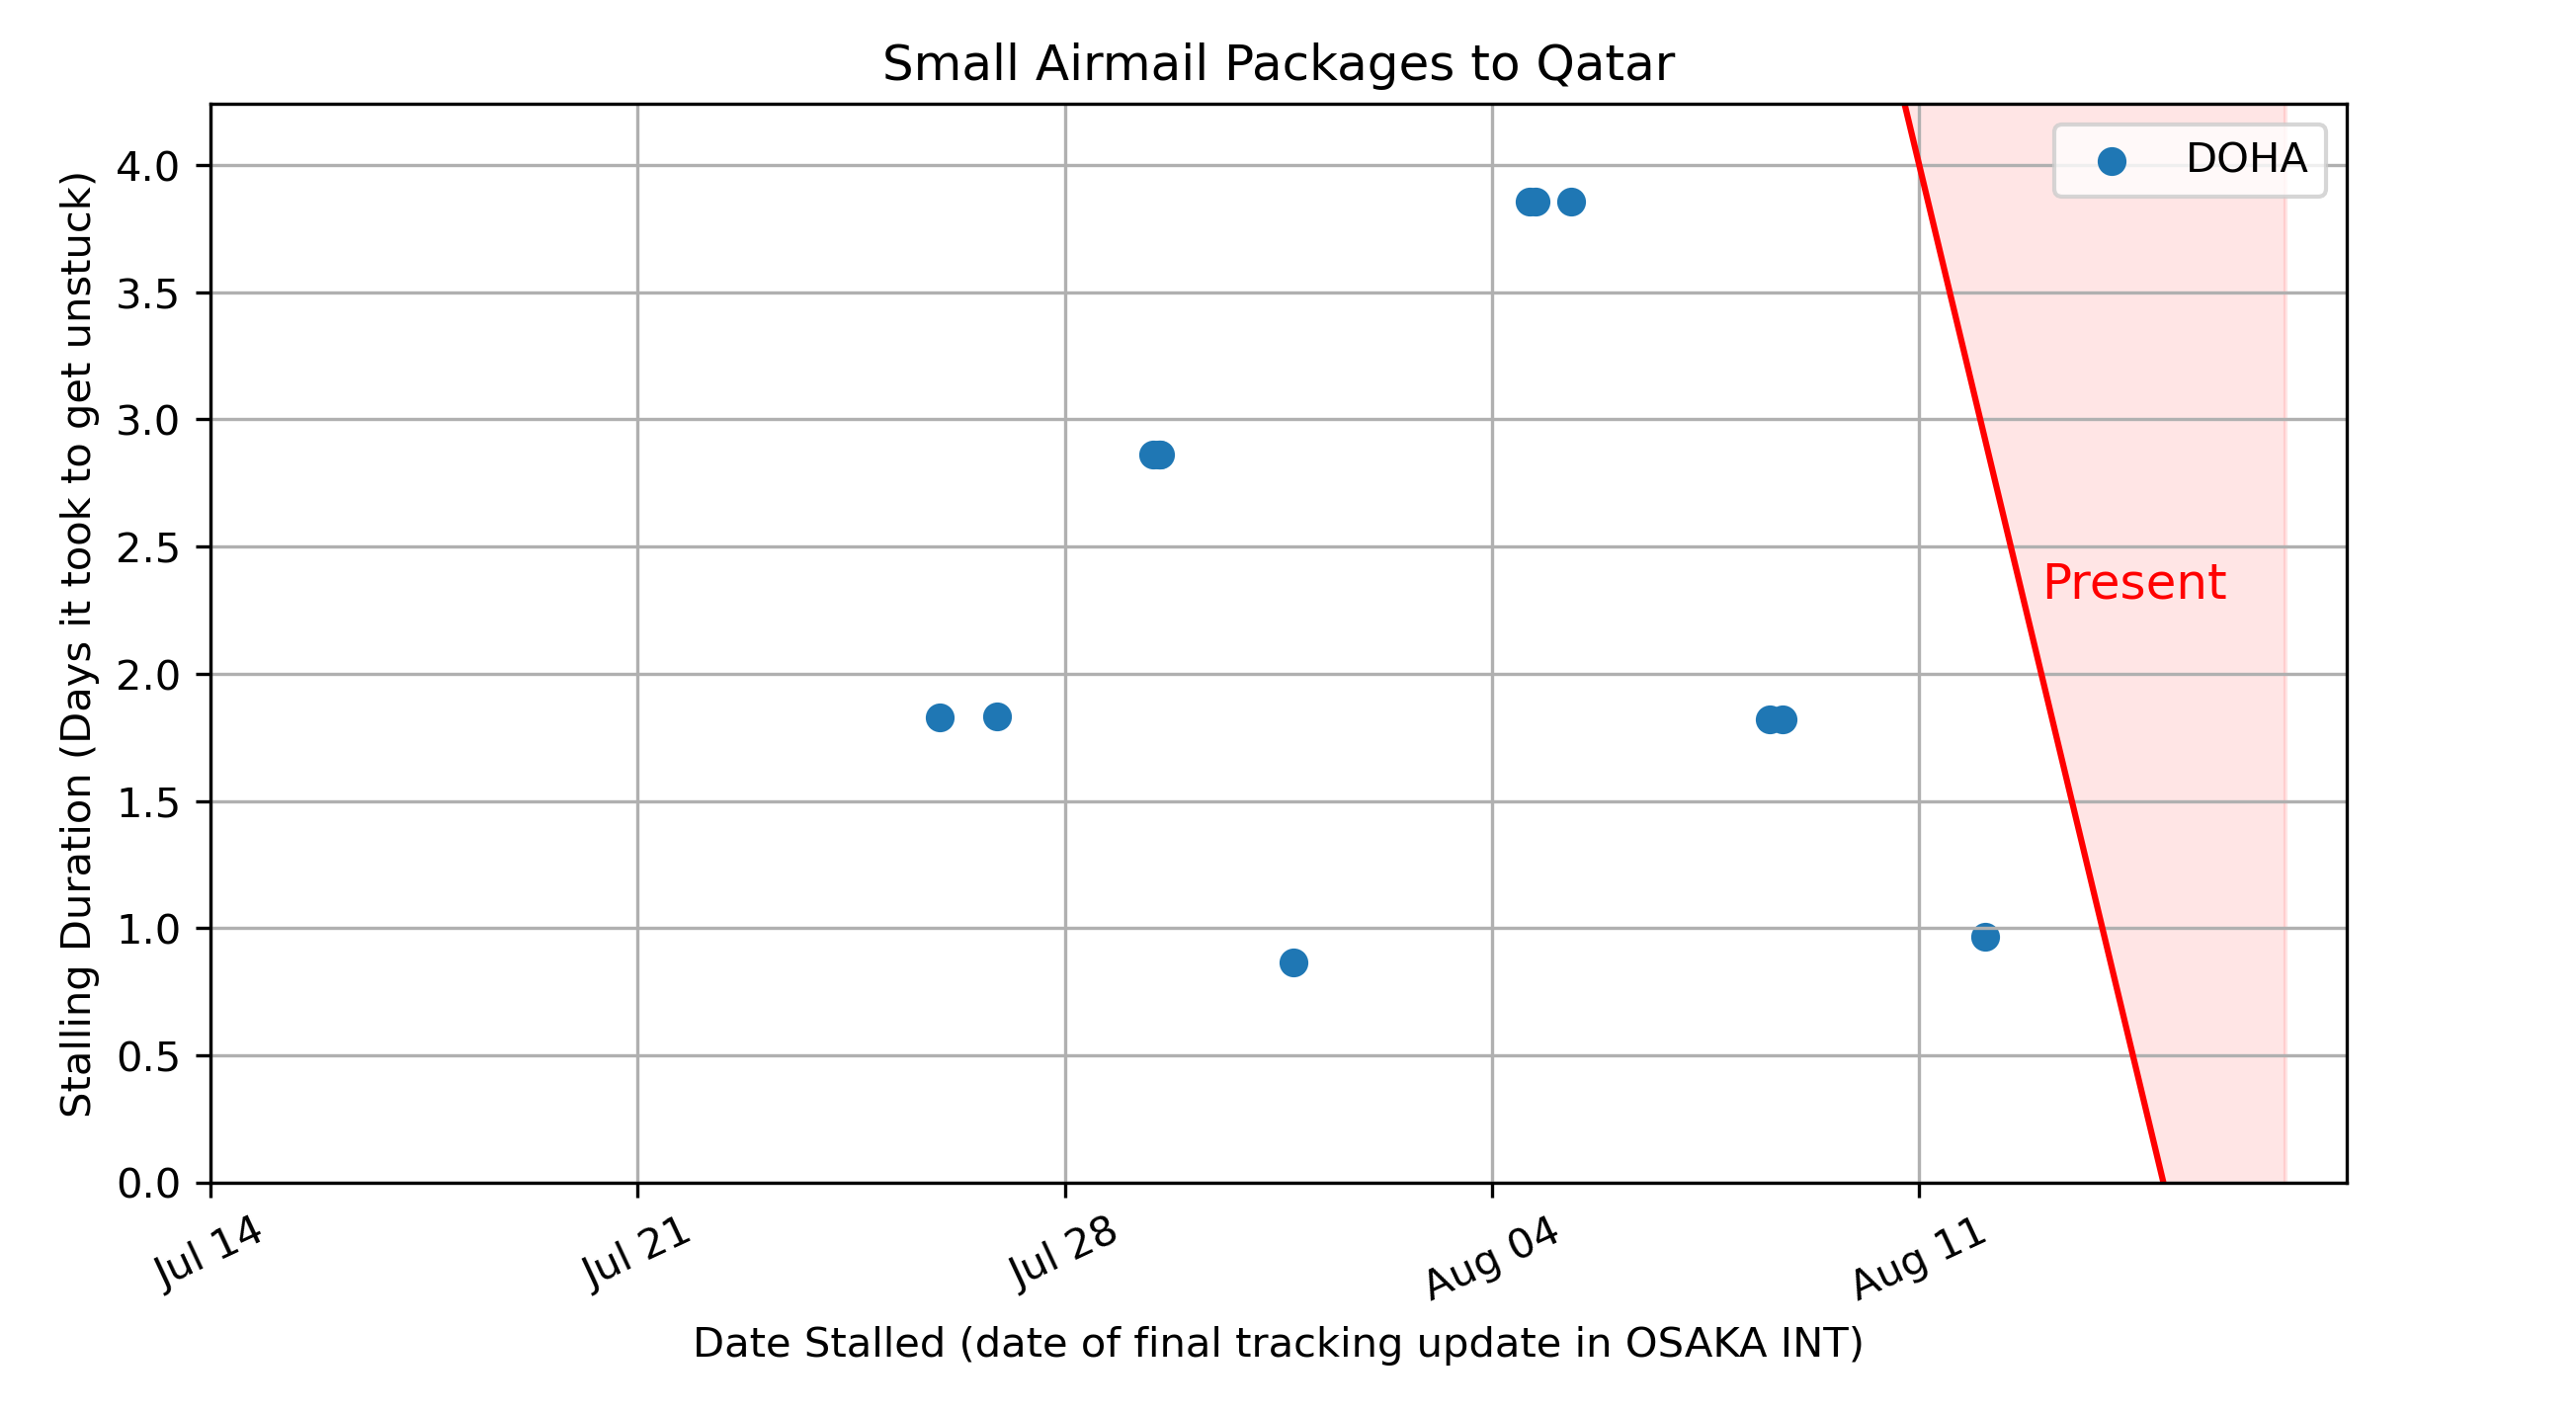 Small Airmail Packages to Qatar
DOHA
Present
Stalling Duration (Days it took to get unstuck)
4.0
3.5
3.0
2.5
2.0
1.5
1.0
0.5
0.0
Jul 14
Jul 21
Jul 28
Aug 04
Aug 11
Date Stalled (date of final tracking update in OSAKA INT)